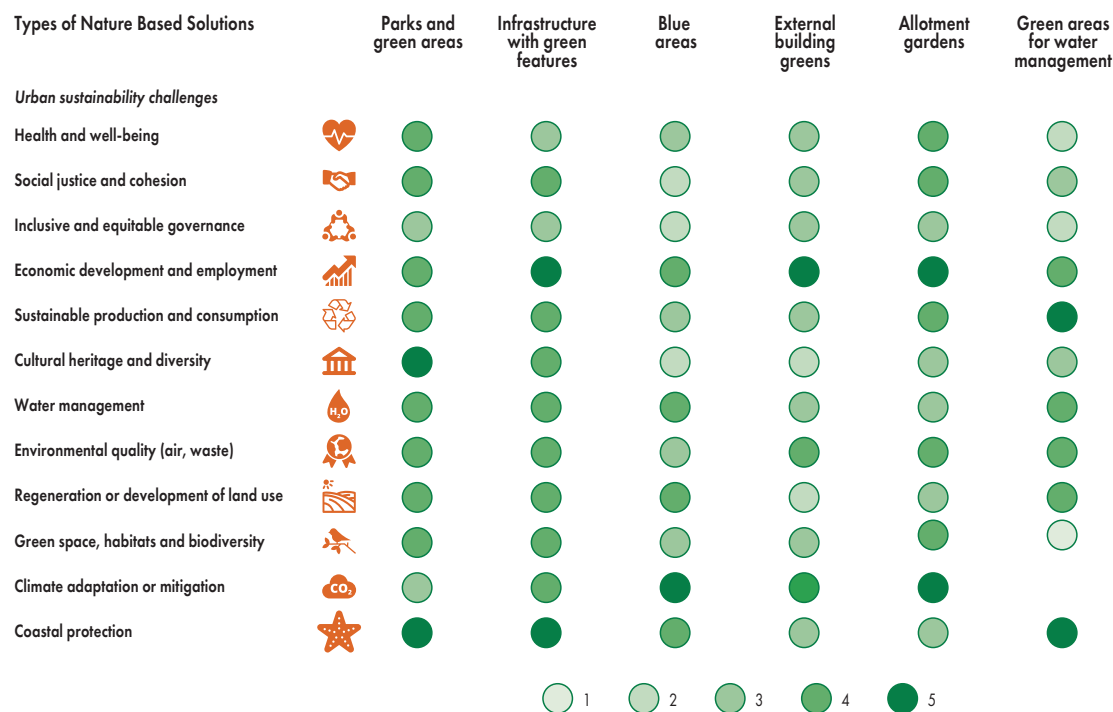 Types of Nature Based Solutions
Parks and
green areas
Infrastructure
with green
features
Blue
areas
External
building
greens
Allotment
gardens
Green areas
for water
management
Urban sustainability challenges
Health and well-being
Social justice and cohesion
Inclusive and equitable governance
Economic development and employment
Sustainable production and consumption
Cultural heritage and diversity
Water management
H₂O
Environmental quality (air, waste)
Regeneration or development of land use
Green space, habitats and biodiversity
Climate adaptation or mitigation
CO₂
Coastal protection
1 2 3 4 5